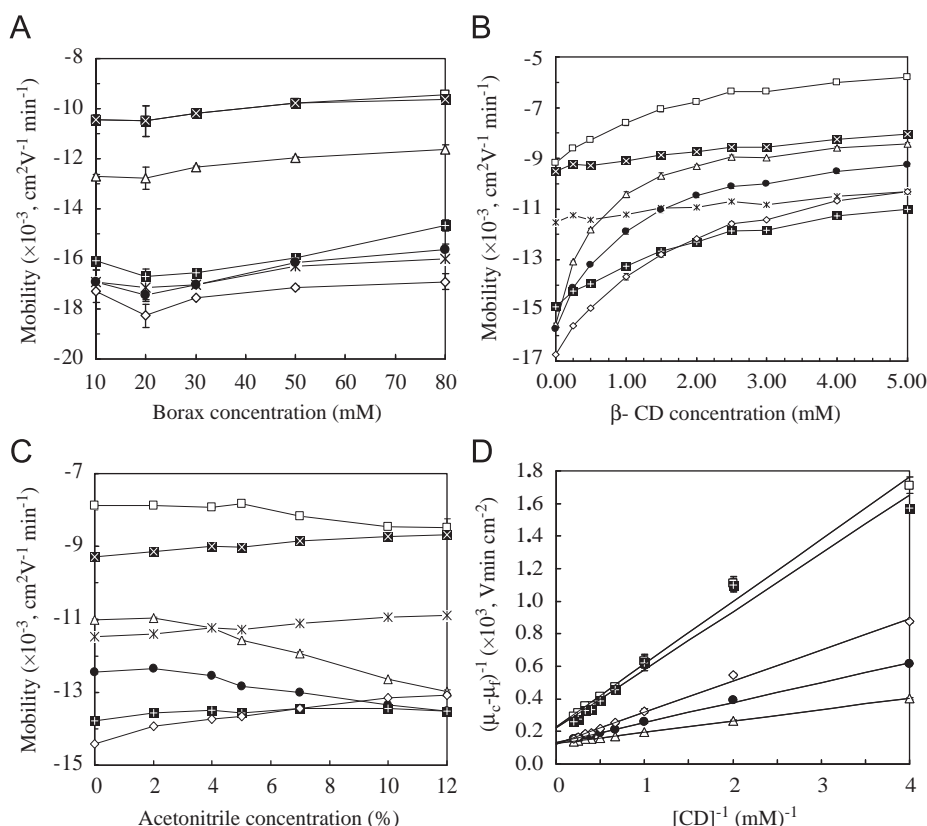 A
Mobility (×10⁻³, cm²V⁻¹ min⁻¹)
-8
-10
-12
-14
-16
-18
-20
10 20 30 40 50 60 70 80
Borax concentration (mM)
B
Mobility (×10⁻³, cm²V⁻¹ min⁻¹)
-5
-7
-9
-11
-13
-15
-17
0.00 1.00 2.00 3.00 4.00 5.00
β- CD concentration (mM)
C
Mobility (×10⁻³, cm²V⁻¹ min⁻¹)
-7
-9
-11
-13
-15
0 2 4 6 8 10 12
Acetonitrile concentration (%)
D
(μc-μf)⁻¹ (×10³, Vmin cm⁻²)
1.8
1.6
1.4
1.2
1.0
0.8
0.6
0.4
0.2
0.0
0 1 2 3 4
[CD]⁻¹ (mM)⁻¹